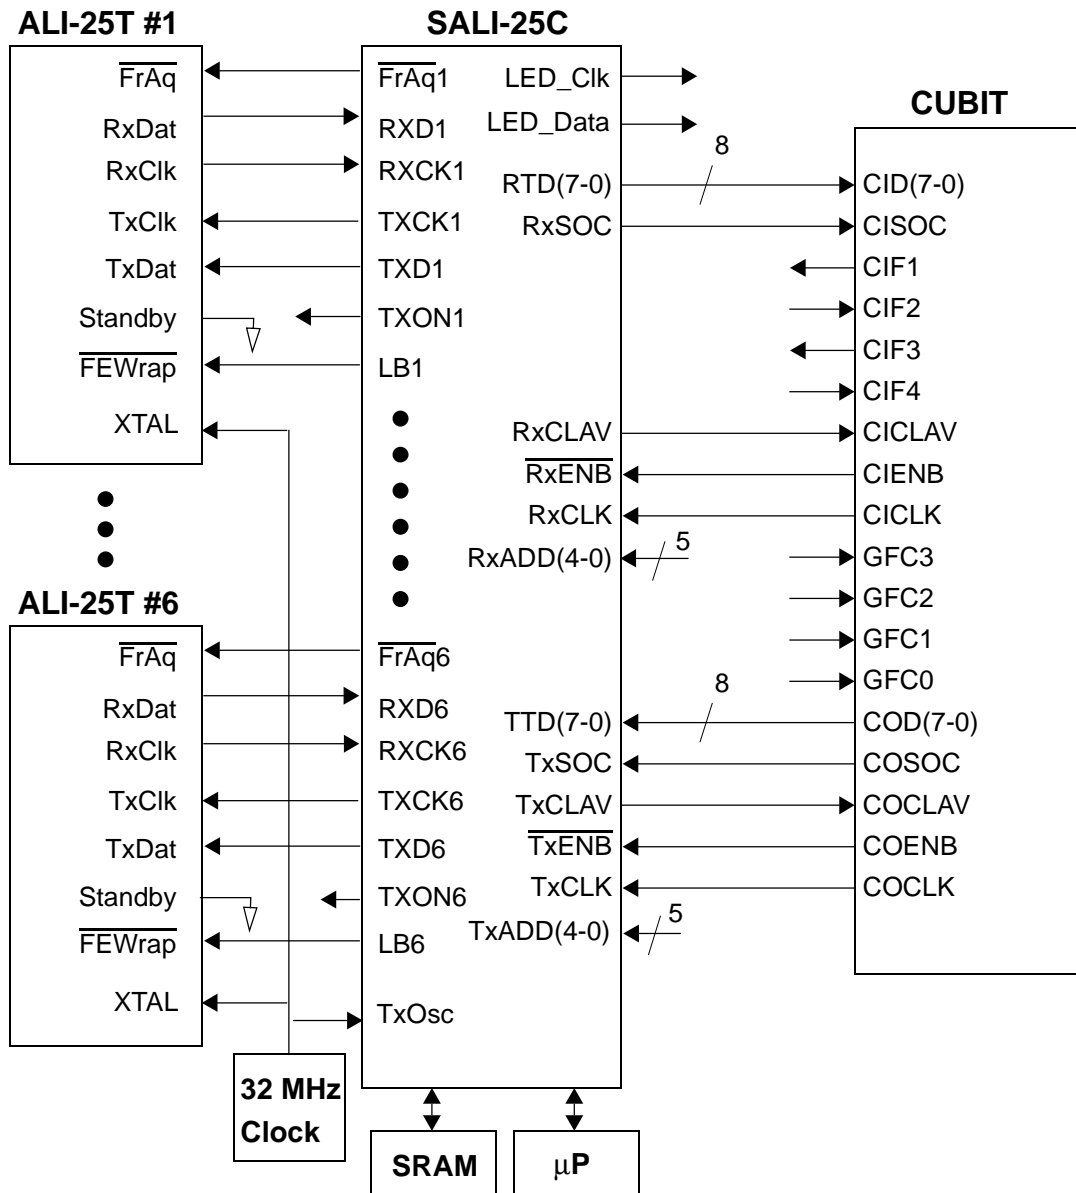 ALI-25T #1
FrAq
RxDat
RxClk
TxClk
TxDat
Standby
FEWrap
XTAL
ALI-25T #6
FrAq
RxDat
RxClk
TxClk
TxDat
Standby
FEWrap
XTAL
32 MHz
Clock
SALI-25C
FrAq1
RXD1
RXCK1
TXCK1
TXD1
TXON1
LB1
FrAq6
RXD6
RXCK6
TXCK6
TXD6
TXON6
LB6
TxOsc
LED_Clk
LED_Data
RTD(7-0)
RxSOC
RxCLAV
RxENB
RxCLK
RxADD(4-0)
TTD(7-0)
TxSOC
TxCLAV
TxENB
TxCLK
TxADD(4-0)
8
5
8
5
SRAM
μP
CUBIT
CID(7-0)
CISOC
CIF1
CIF2
CIF3
CIF4
CICLAV
CIENB
CICLK
GFC3
GFC2
GFC1
GFC0
COD(7-0)
COSOC
COCLAV
COENB
COCLK